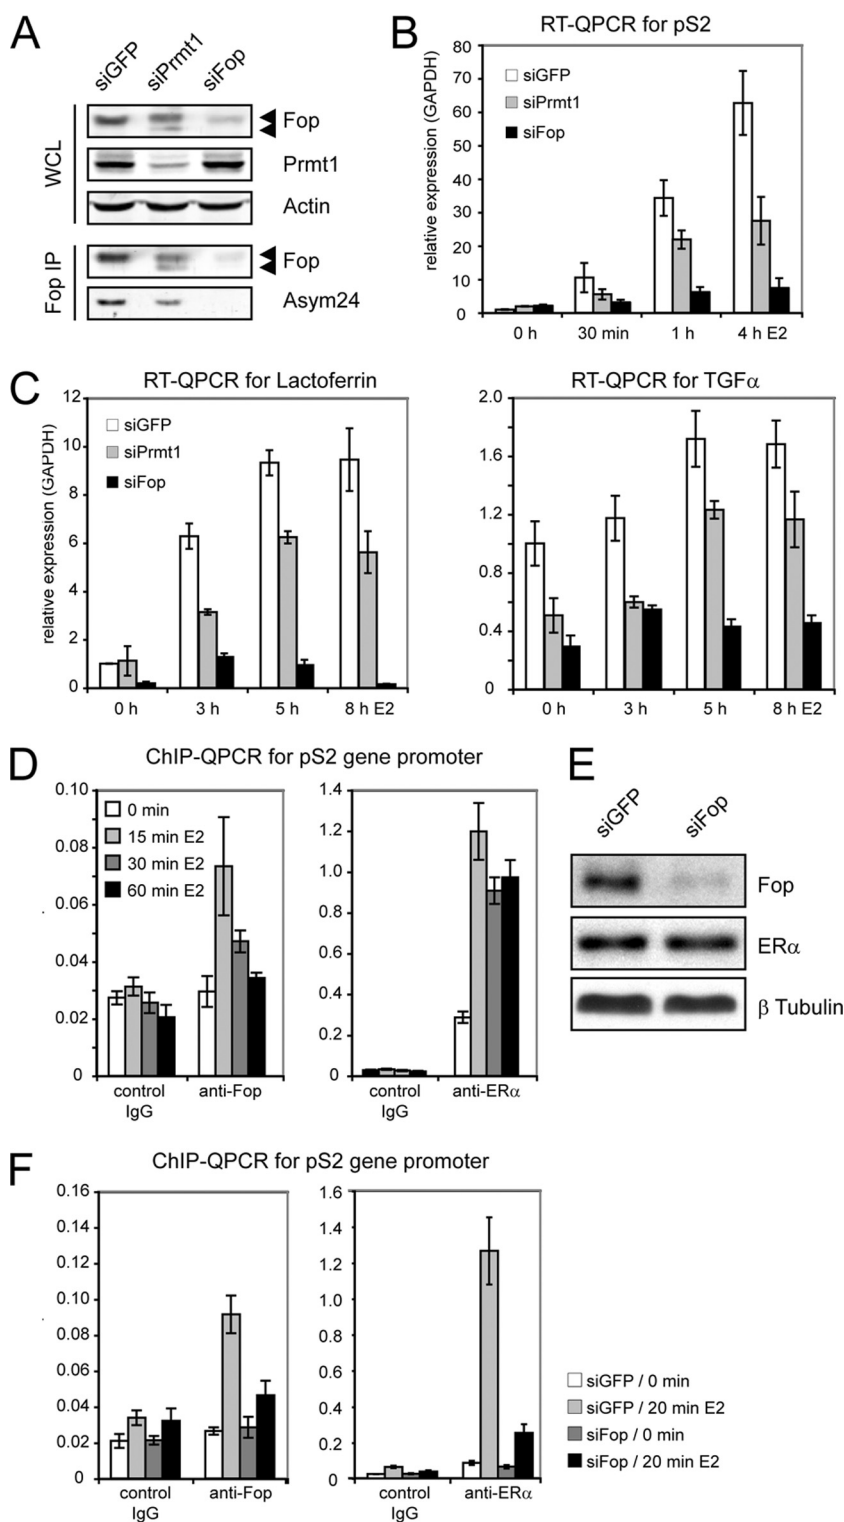 A
siGFP siPrmt1 siFop
WCL
Fop
Prmt1
Actin
Fop IP
Fop
Asym24
B
RT-QPCR for pS2
relative expression (GAPDH)
80
70
60
50
40
30
20
10
0
siGFP
siPrmt1
siFop
0 h 30 min 1 h 4 h E2
C
RT-QPCR for Lactoferrin
relative expression (GAPDH)
12
10
8
6
4
2
0
siGFP
siPrmt1
siFop
0 h 3 h 5 h 8 h E2
RT-QPCR for TGFα
2.0
1.6
1.2
0.8
0.4
0
0 h 3 h 5 h 8 h E2
D
ChIP-QPCR for pS2 gene promoter
0.10
0.08
0.06
0.04
0.02
0
0 min
15 min E2
30 min E2
60 min E2
control IgG
anti-Fop
1.4
1.2
1.0
0.8
0.6
0.4
0.2
0
control IgG
anti-ERα
E
siGFP siFop
Fop
ERα
β Tubulin
F
ChIP-QPCR for pS2 gene promoter
0.16
0.14
0.12
0.10
0.08
0.06
0.04
0.02
0
control IgG
anti-Fop
1.6
1.4
1.2
1.0
0.8
0.6
0.4
0.2
0
control IgG
anti-ERα
siGFP / 0 min
siGFP / 20 min E2
siFop / 0 min
siFop / 20 min E2